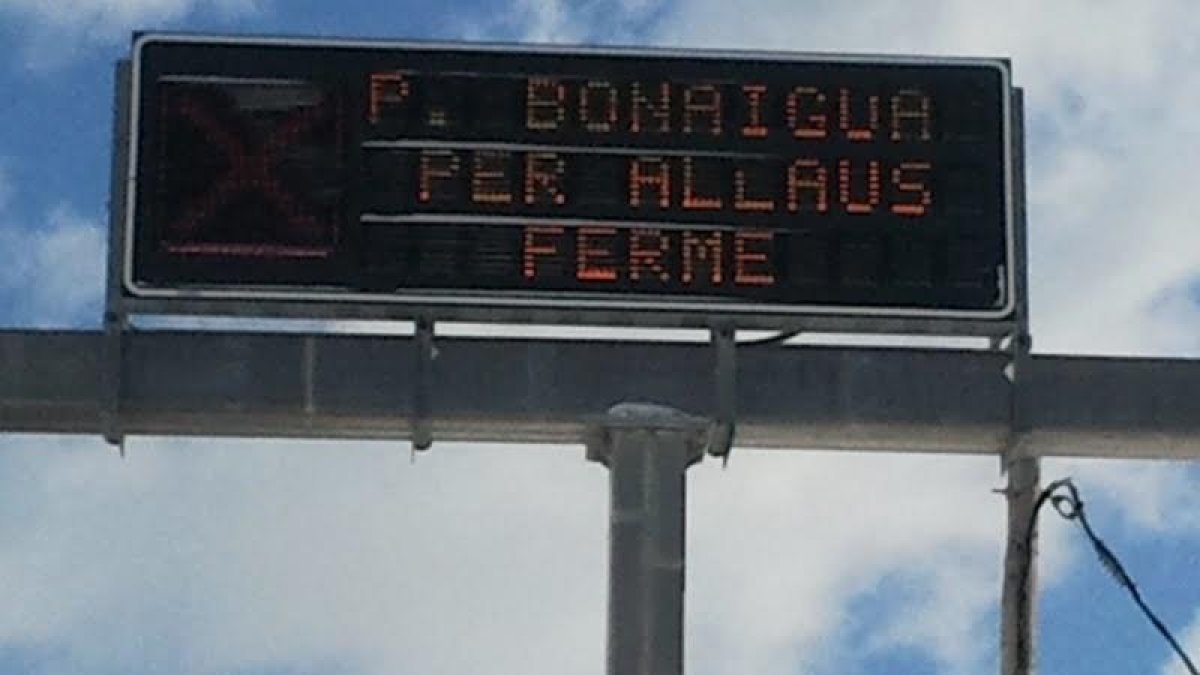 P. BONAIGUA
PER ALLAUS
FERME